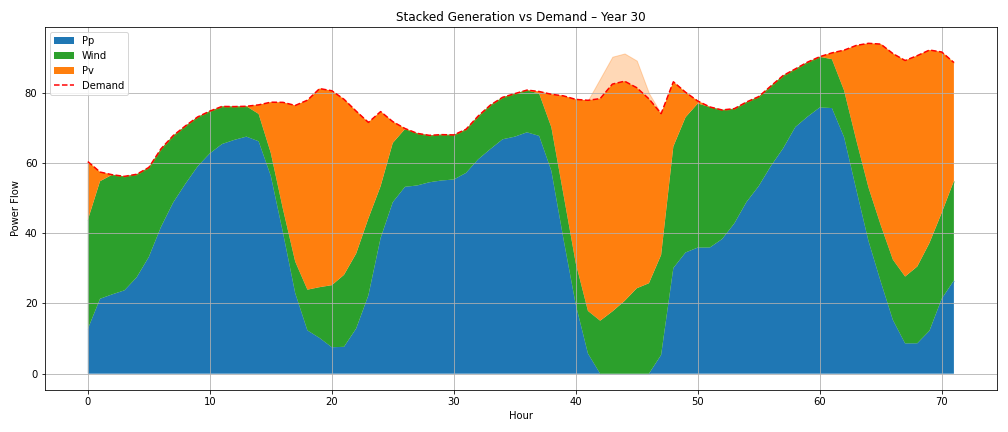 Stacked Generation vs Demand – Year 30
Pp
Wind
Pv
Demand
Power Flow
80
60
40
20
0
0 10 20 30 40 50 60 70
Hour